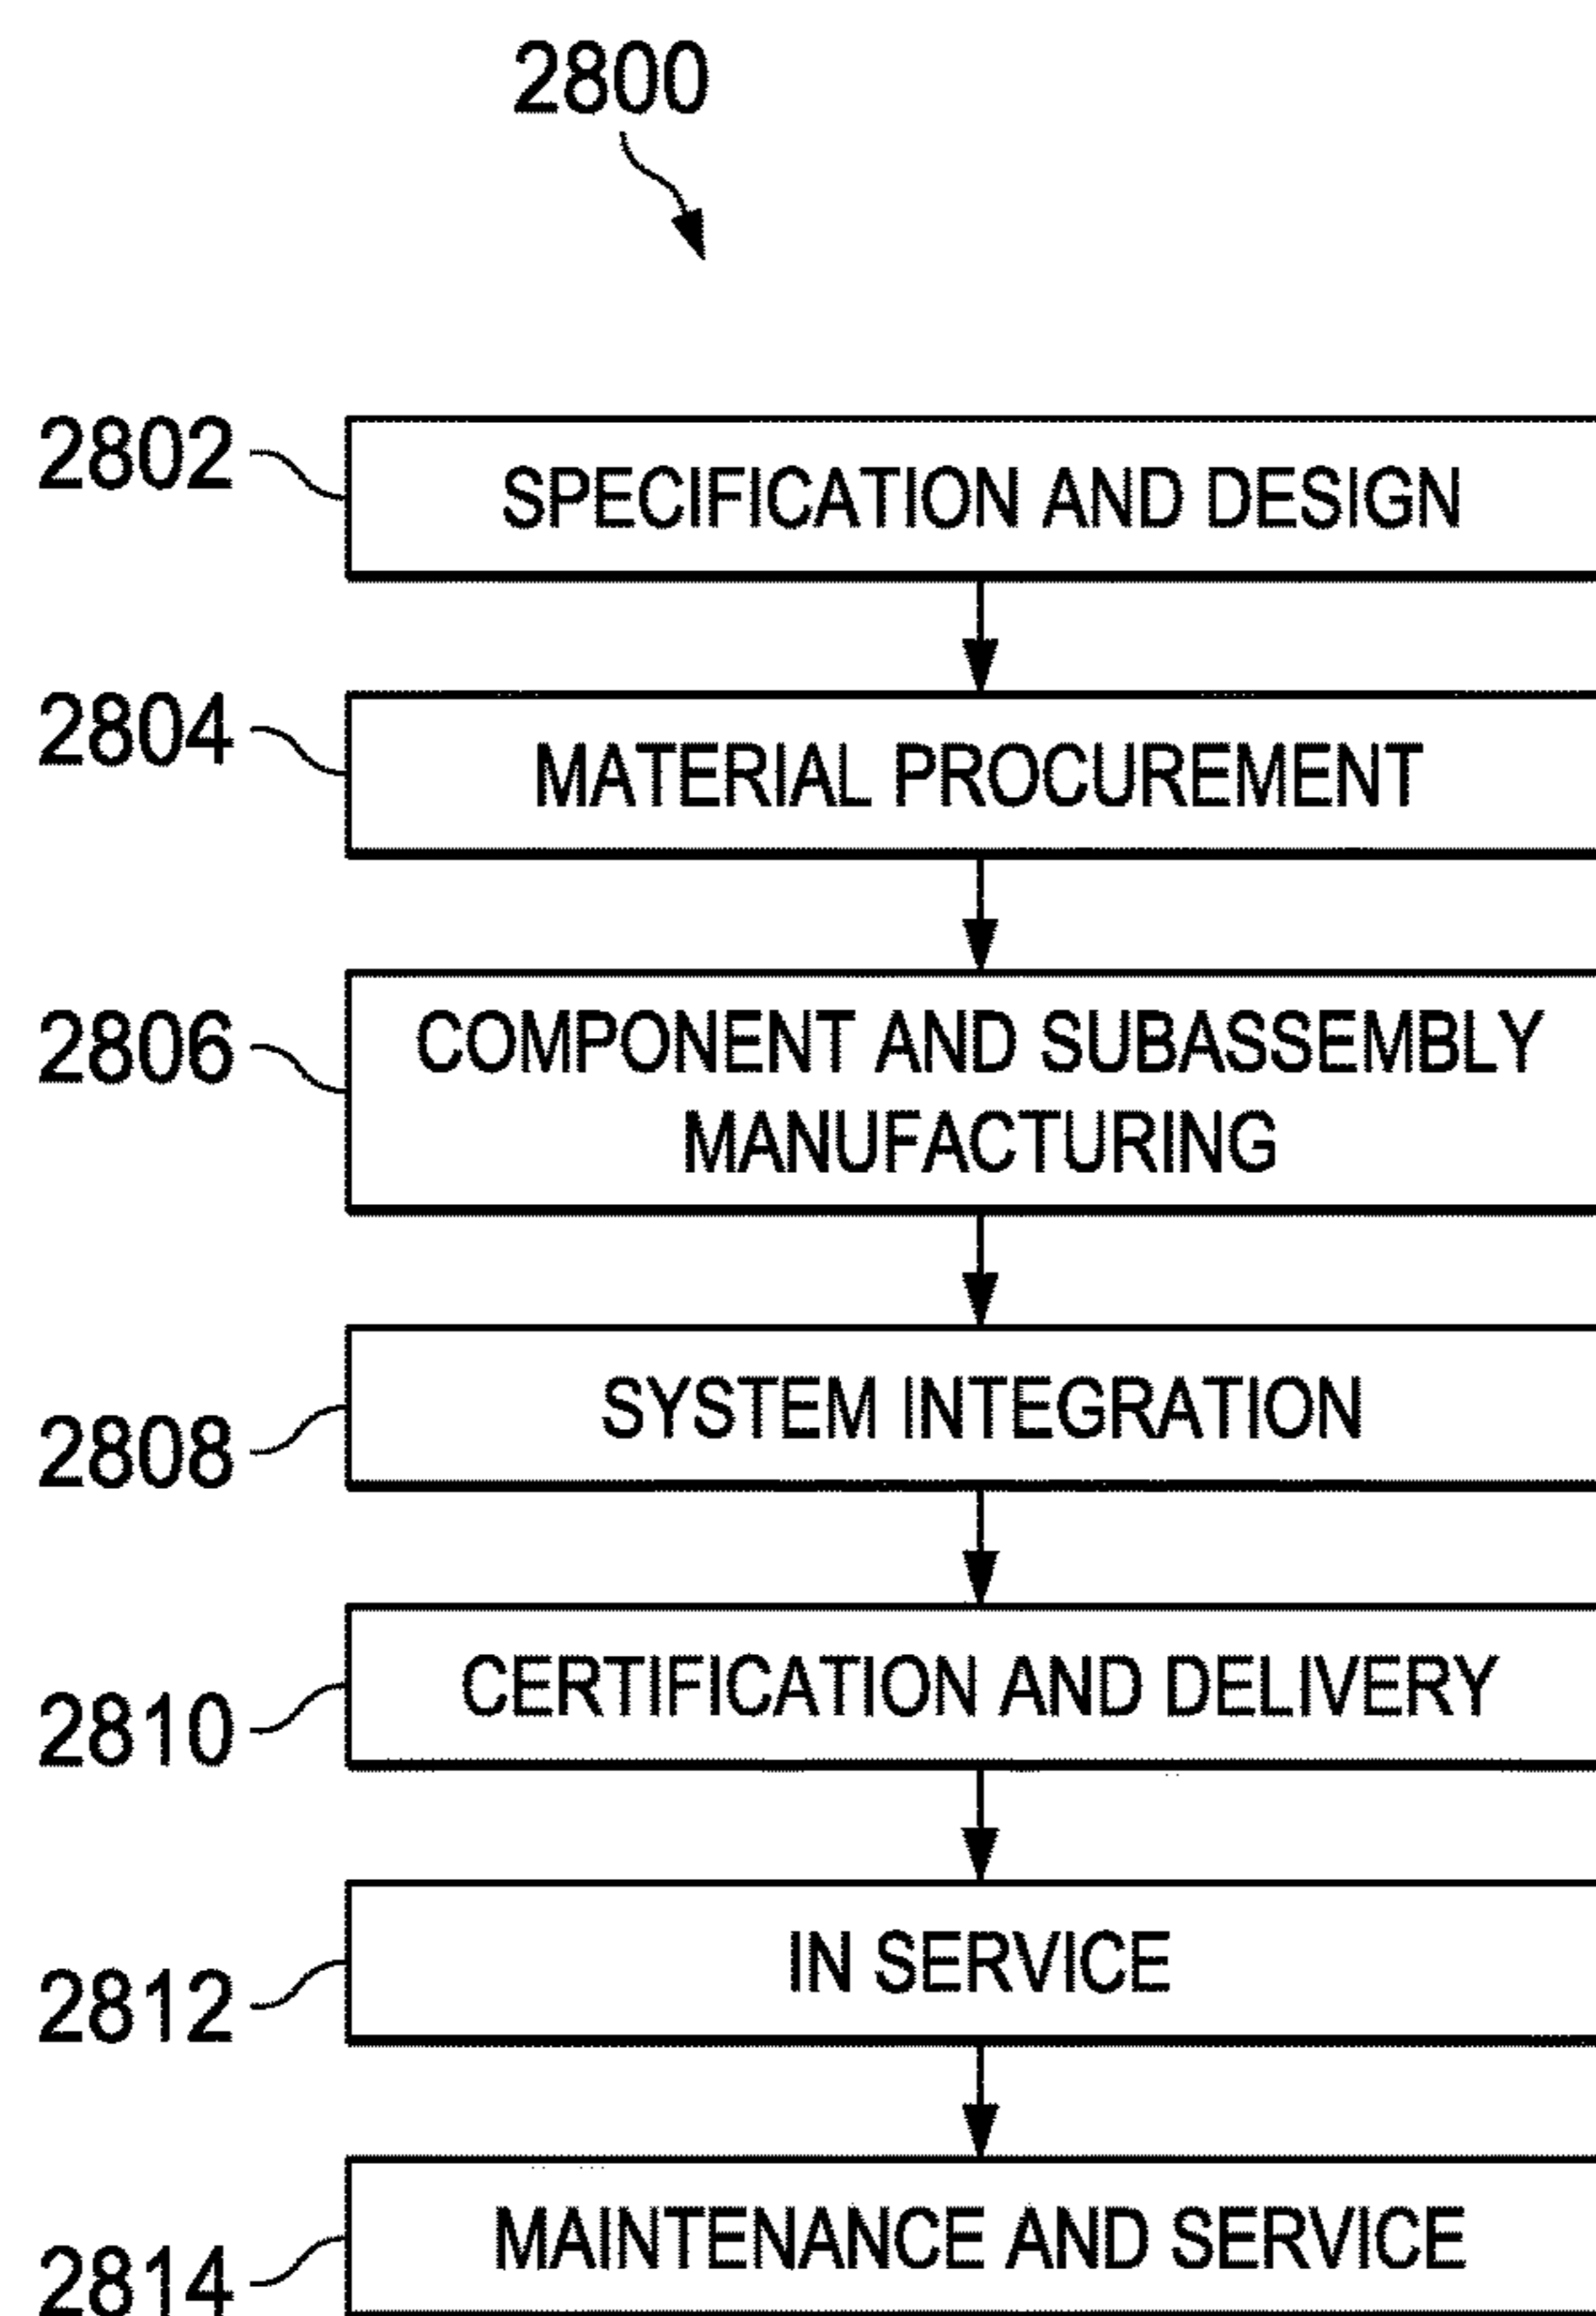 2800
2802
SPECIFICATION AND DESIGN
2804
MATERIAL PROCUREMENT
2806
COMPONENT AND SUBASSEMBLY
MANUFACTURING
2808
SYSTEM INTEGRATION
2810
CERTIFICATION AND DELIVERY
2812
IN SERVICE
2814
MAINTENANCE AND SERVICE